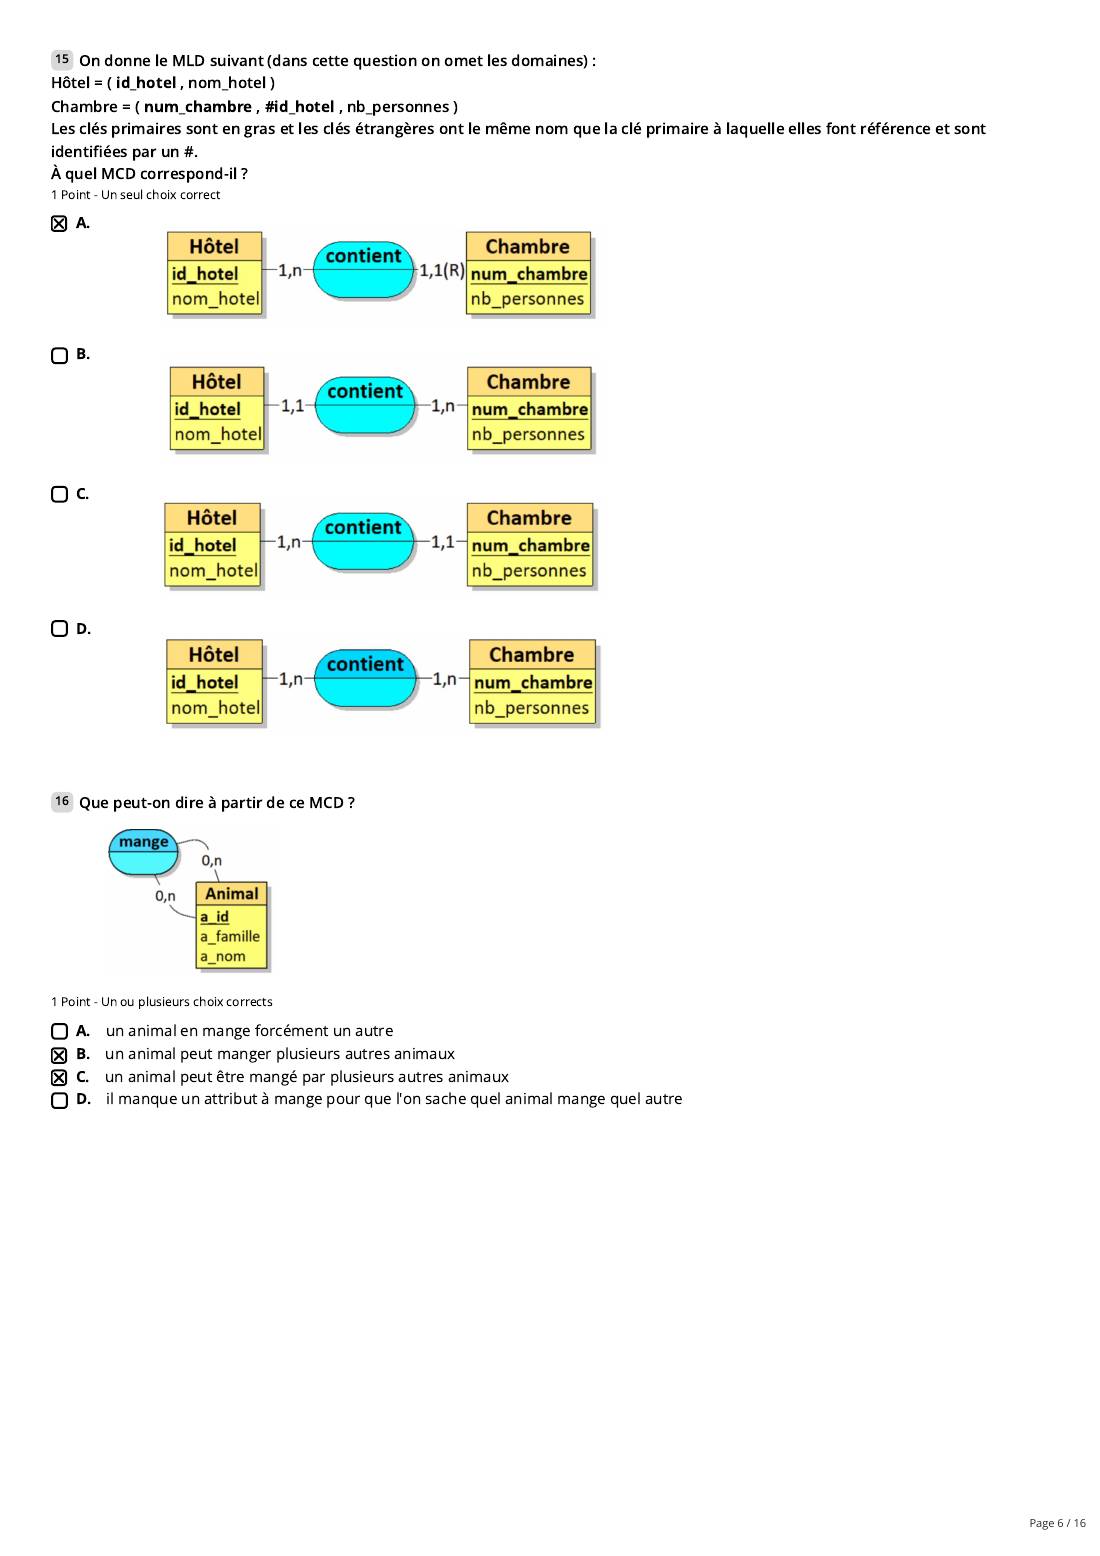 15 On donne le MLD suivant (dans cette question on omet les domaines) :
Hôtel = ( id_hotel , nom_hotel )
Chambre = ( num_chambre , #id_hotel , nb_personnes )
Les clés primaires sont en gras et les clés étrangères ont le même nom que la clé primaire à laquelle elles font référence et sont
identifiées par un #.
À quel MCD correspond-il ?
1 Point - Un seul choix correct
A.
Hôtel contient Chambre
id_hotel 1,n 1,1(R) num_chambre
nom_hotel nb_personnes
B.
Hôtel contient Chambre
id_hotel 1,1 1,n num_chambre
nom_hotel nb_personnes
C.
Hôtel contient Chambre
id_hotel 1,n 1,1 num_chambre
nom_hotel nb_personnes
D.
Hôtel contient Chambre
id_hotel 1,n 1,n num_chambre
nom_hotel nb_personnes
16 Que peut-on dire à partir de ce MCD ?
mange
0,n
0,n Animal
a_id
a_famille
a_nom
1 Point - Un ou plusieurs choix corrects
A. un animal en mange forcément un autre
B. un animal peut manger plusieurs autres animaux
C. un animal peut être mangé par plusieurs autres animaux
D. il manque un attribut à mange pour que l'on sache quel animal mange quel autre
Page 6 / 16